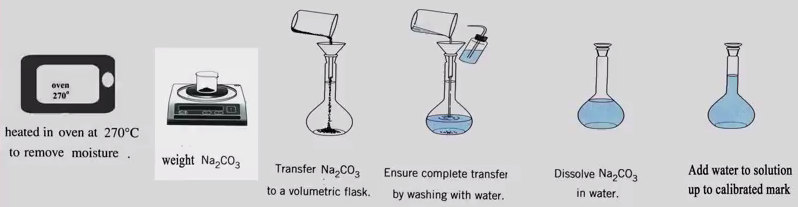 oven
270°
heated in oven at 270°C
to remove moisture .
weight Na₂CO₃
Transfer Na₂CO₃
to a volumetric flask.
Ensure complete transfer
by washing with water.
Dissolve Na₂CO₃
in water.
Add water to solution
up to calibrated mark